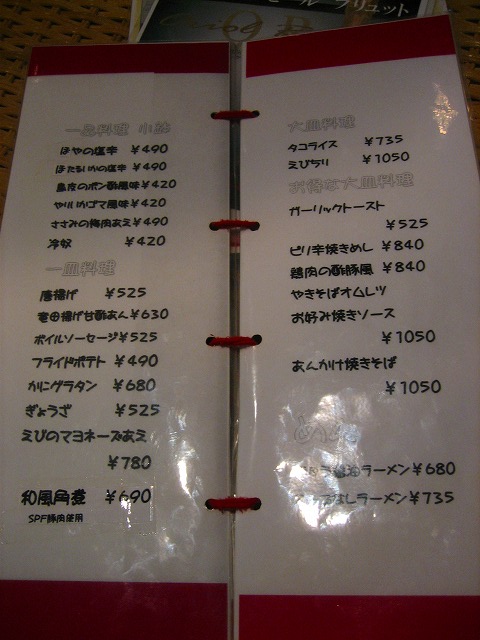 ブリュット
一品料理 小鉢
ほやの塩辛 ¥490
ほたるいかの塩辛 ¥490
鳥皮のポン酢風味¥420
やりいかゴマ風味¥420
ささみの梅肉あえ¥490
冷奴 ¥420
一皿料理
唐揚げ ¥525
竜田揚げ甘酢あん¥630
ボイルソーセージ¥525
フライドポテト ¥490
かにグラタン ¥680
ぎょうざ ¥525
えびのマヨネーズあえ
¥780
和風角煮 ¥690
SPF豚肉使用
大皿料理
タコライス ¥735
えびチリ ¥1050
お得な大皿料理
ガーリックトースト
¥525
ピリ辛焼きめし ¥840
鶏肉の酢豚風 ¥840
やきそばオムレツ
お好み焼きソース
¥1050
あんかけ焼きそば
¥1050
醤油ラーメン¥680
ラーメン¥735